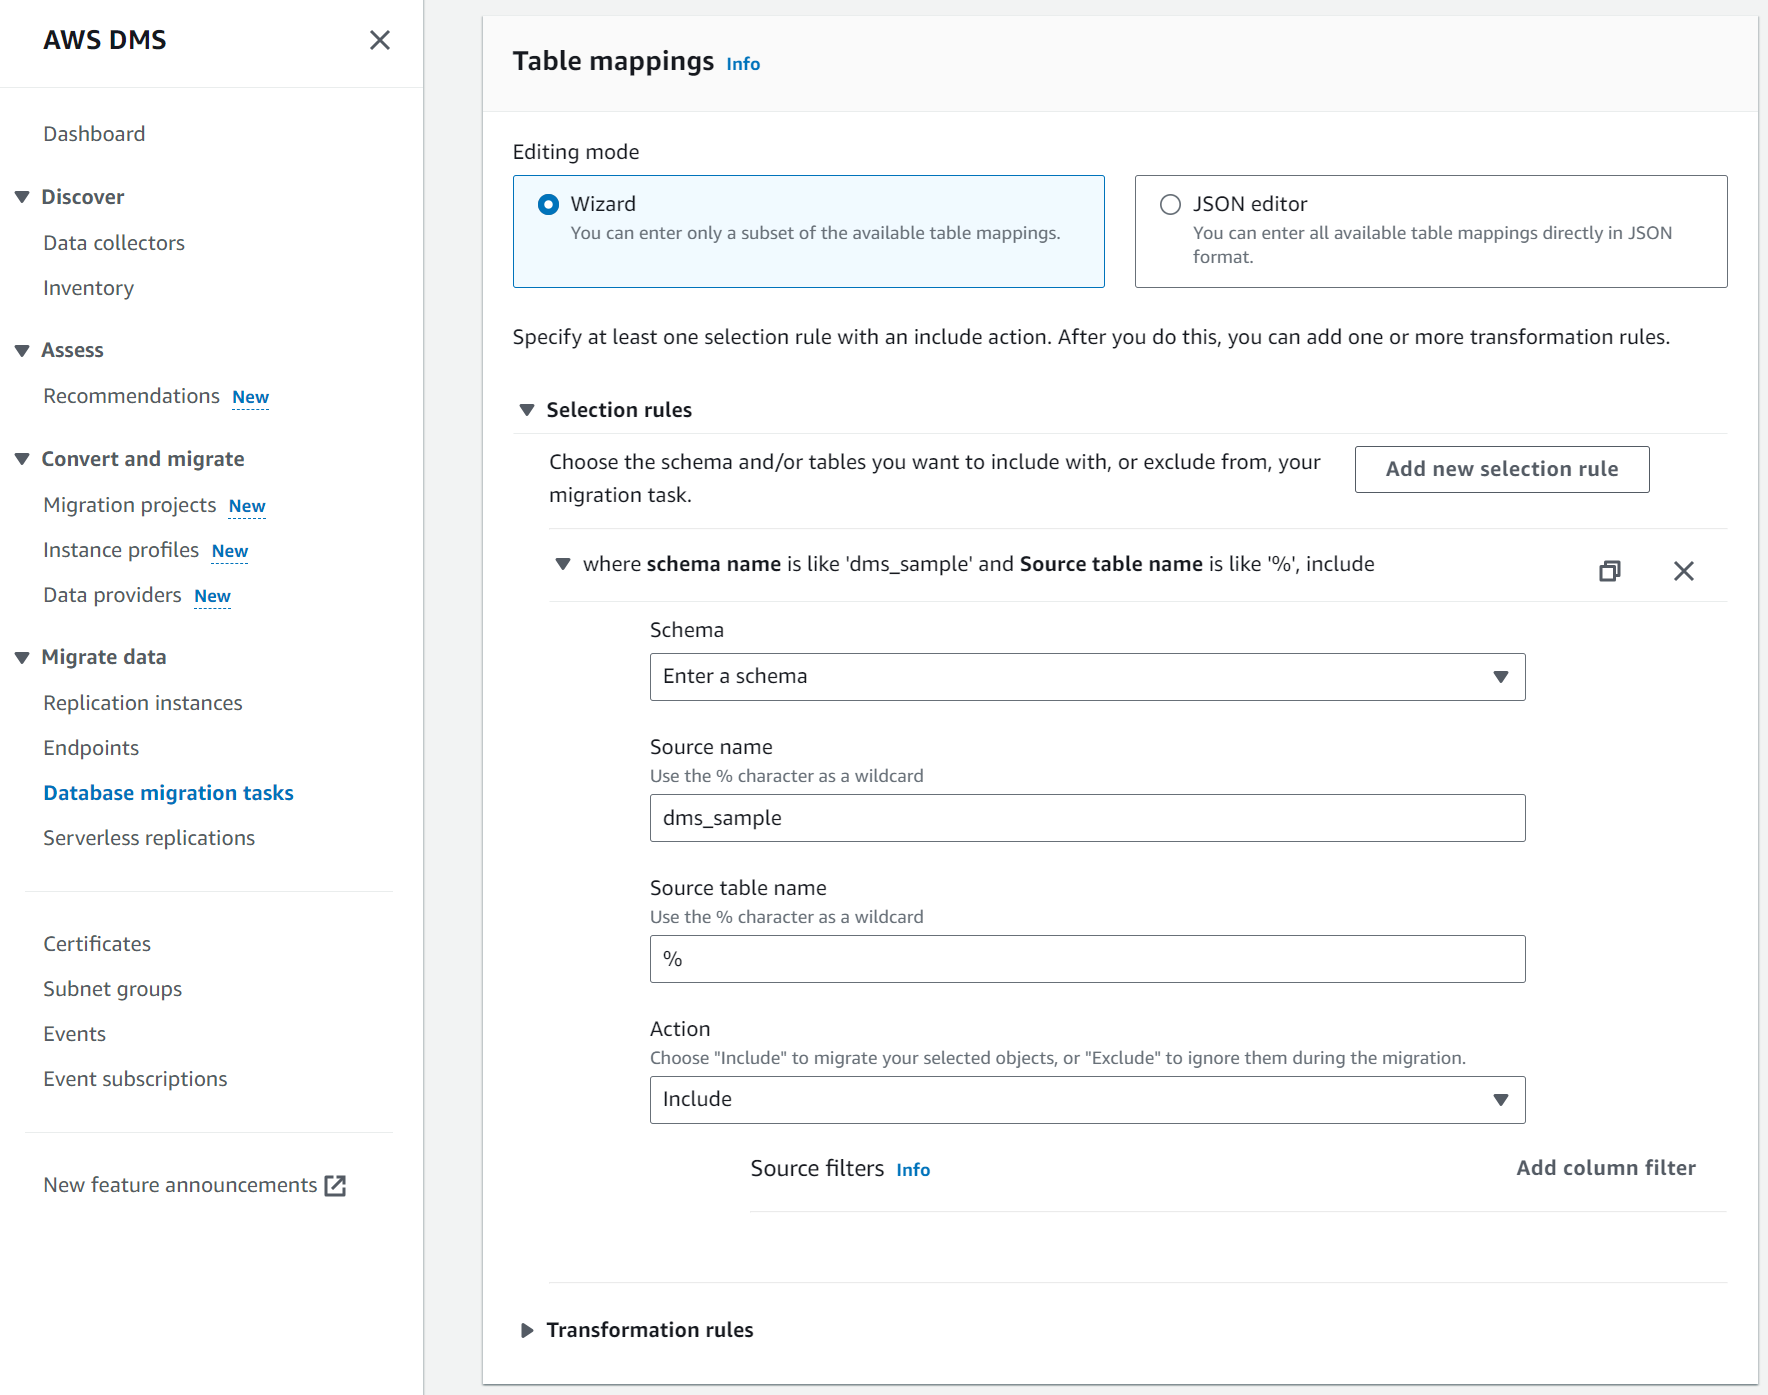 AWS DMS
Dashboard
Discover
Data collectors
Inventory
Assess
Recommendations New
Convert and migrate
Migration projects New
Instance profiles New
Data providers New
Migrate data
Replication instances
Endpoints
Database migration tasks
Serverless replications
Certificates
Subnet groups
Events
Event subscriptions
New feature announcements
Table mappings Info
Editing mode
Wizard
You can enter only a subset of the available table mappings.
JSON editor
You can enter all available table mappings directly in JSON
format.
Specify at least one selection rule with an include action. After you do this, you can add one or more transformation rules.
Selection rules
Choose the schema and/or tables you want to include with, or exclude from, your
migration task.
Add new selection rule
where schema name is like 'dms_sample' and Source table name is like '%', include
Schema
Enter a schema
Source name
Use the % character as a wildcard
dms_sample
Source table name
Use the % character as a wildcard
%
Action
Choose "Include" to migrate your selected objects, or "Exclude" to ignore them during the migration.
Include
Source filters Info
Add column filter
Transformation rules